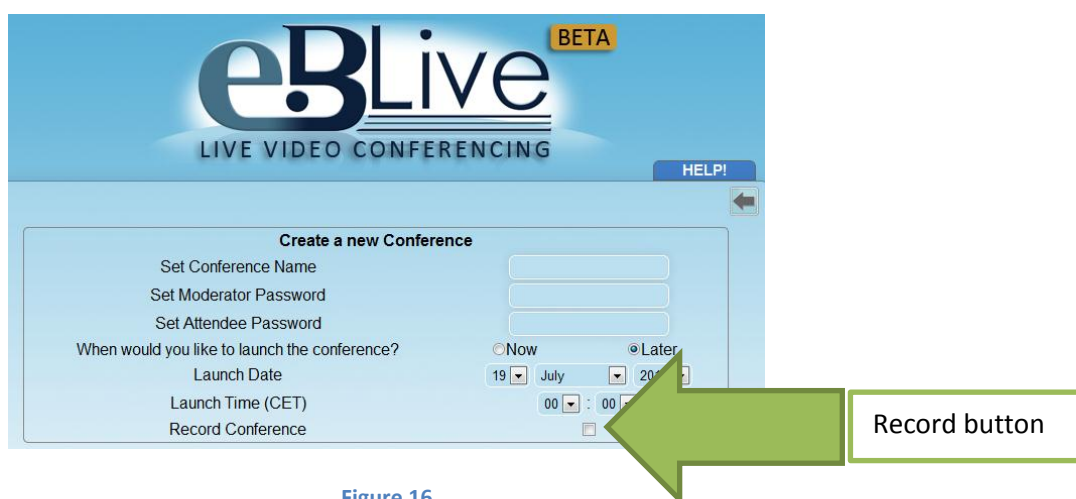 eBLive BETA
LIVE VIDEO CONFERENCING
HELP!
Create a new Conference
Set Conference Name
Set Moderator Password
Set Attendee Password
When would you like to launch the conference? Now Later
Launch Date 19 July
Launch Time (CET) 00 : 00
Record Conference
Record button
Figure 16